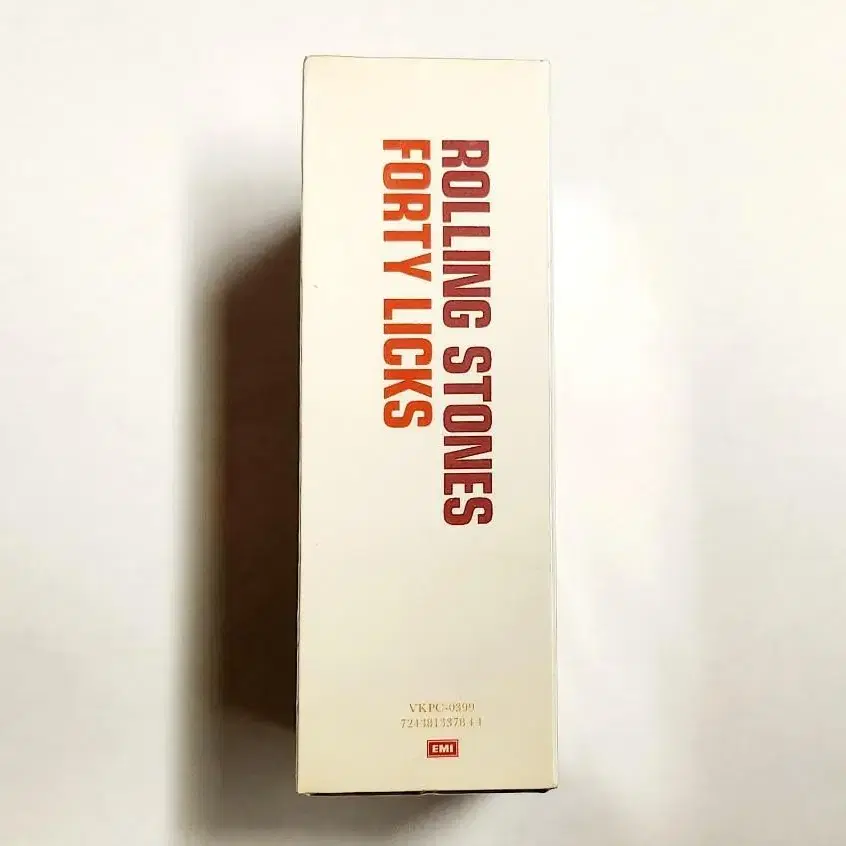 ROLLING STONES
FORTY LICKS
VKPC-0399
724381337844
EMI